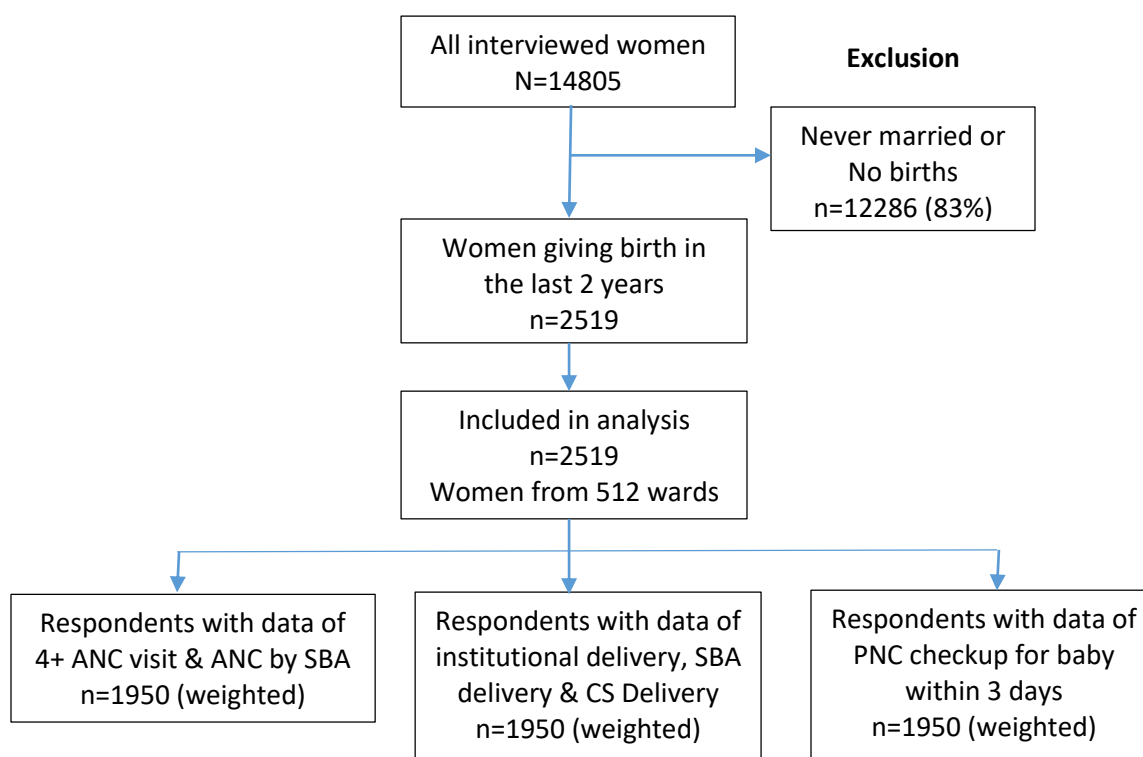 All interviewed women
N=14805
Exclusion
Never married or
No births
n=12286 (83%)
Women giving birth in
the last 2 years
n=2519
Included in analysis
n=2519
Women from 512 wards
Respondents with data of
4+ ANC visit & ANC by SBA
n=1950 (weighted)
Respondents with data of
institutional delivery, SBA
delivery & CS Delivery
n=1950 (weighted)
Respondents with data of
PNC checkup for baby
within 3 days
n=1950 (weighted)